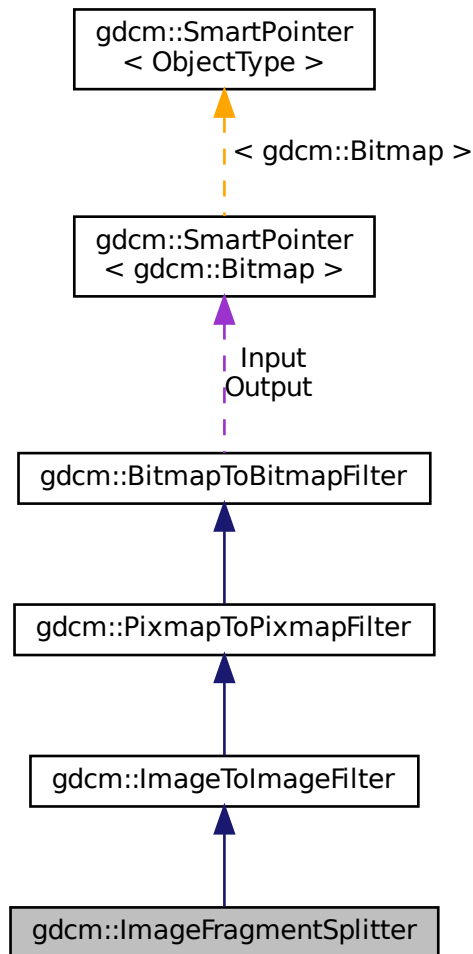 gdcm::SmartPointer
< ObjectType >
< gdcm::Bitmap >
gdcm::SmartPointer
< gdcm::Bitmap >
Input
Output
gdcm::BitmapToBitmapFilter
gdcm::PixmapToPixmapFilter
gdcm::ImageToImageFilter
gdcm::ImageFragmentSplitter